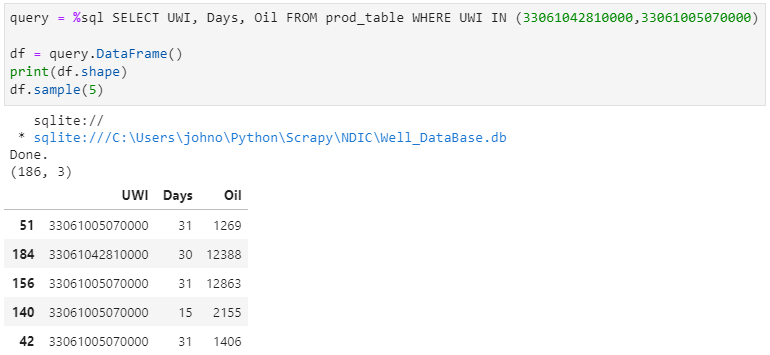 query = %sql SELECT UWI, Days, Oil FROM prod_table WHERE UWI IN (33061042810000,33061005070000)
df = query.DataFrame()
print(df.shape)
df.sample(5)
sqlite://
* sqlite:///C:\Users\johno\Python\Scrapy\NDIC\Well_DataBase.db
Done.
(186, 3)
UWI Days Oil
51 33061005070000 31 1269
184 33061042810000 30 12388
156 33061005070000 31 12863
140 33061005070000 15 2155
42 33061005070000 31 1406